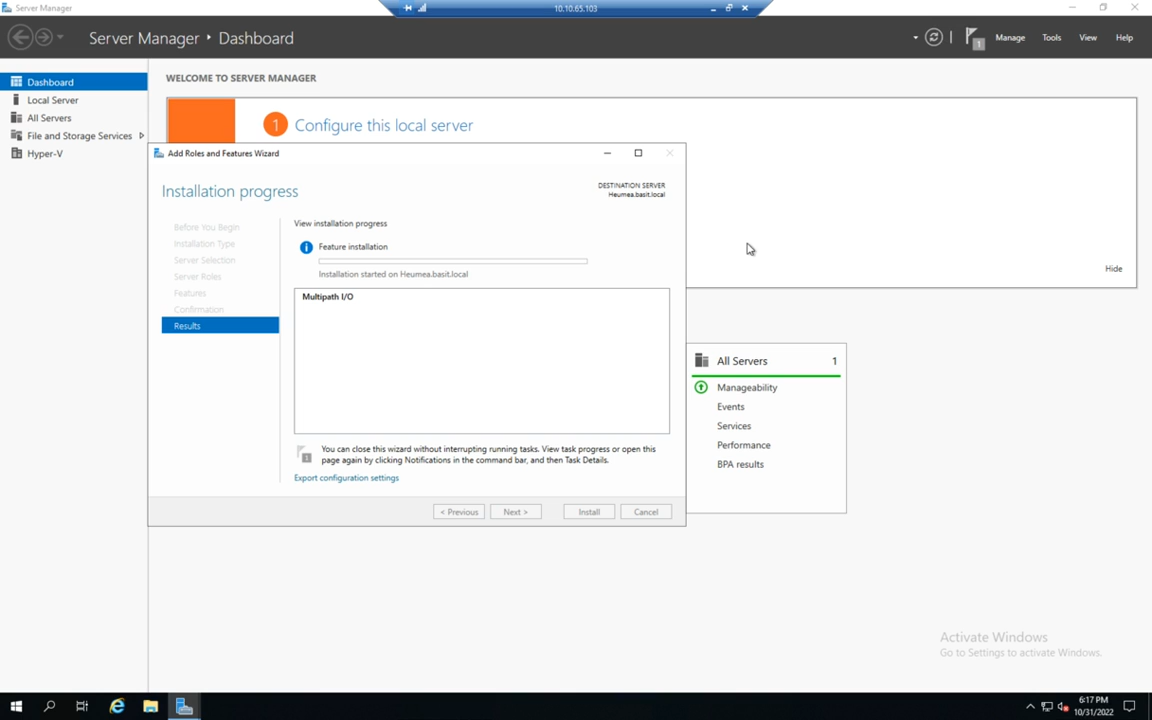 Server Manager
10.10.65.103
Server Manager • Dashboard
1
Manage
Tools
View
Help
Dashboard
Local Server
All Servers
File and Storage Services
Hyper-V
WELCOME TO SERVER MANAGER
1 Configure this local server
Hide
Add Roles and Features Wizard
Installation progress
DESTINATION SERVER
Heumea.basit.local
Before You Begin
Installation Type
Server Selection
Server Roles
Features
Confirmation
Results
View installation progress
Feature installation
Installation started on Heumea.basit.local
Multipath I/O
1
You can close this wizard without interrupting running tasks. View task progress or open this
page again by clicking Notifications in the command bar, and then Task Details.
Export configuration settings
< Previous
Next >
Install
Cancel
All Servers 1
Manageability
Events
Services
Performance
BPA results
Activate Windows
Go to Settings to activate Windows.
6:17 PM
10/31/2022